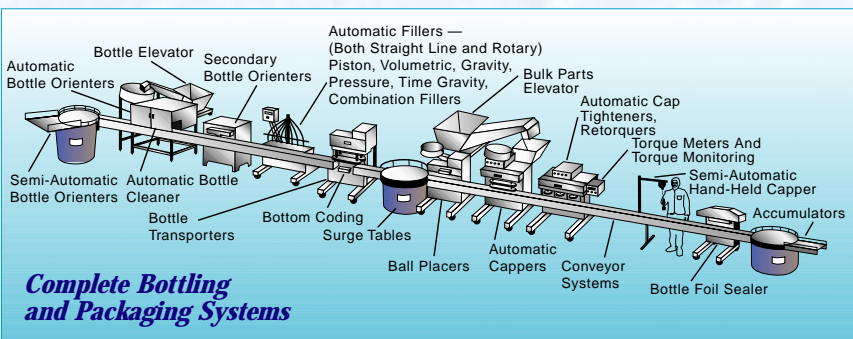 Automatic
Bottle Orienters
Bottle Elevator
Secondary
Bottle Orienters
Automatic Fillers —
(Both Straight Line and Rotary)
Piston, Volumetric, Gravity,
Pressure, Time Gravity,
Combination Fillers
Bulk Parts
Elevator
Automatic Cap
Tighteners,
Retorquers
Torque Meters And
Torque Monitoring
Semi-Automatic
Hand-Held Capper
Accumulators
Semi-Automatic
Bottle Orienters
Automatic Bottle
Cleaner
Bottle
Transporters
Bottom Coding
Surge Tables
Ball Placers
Automatic
Cappers
Conveyor
Systems
Bottle Foil Sealer
Complete Bottling
and Packaging Systems